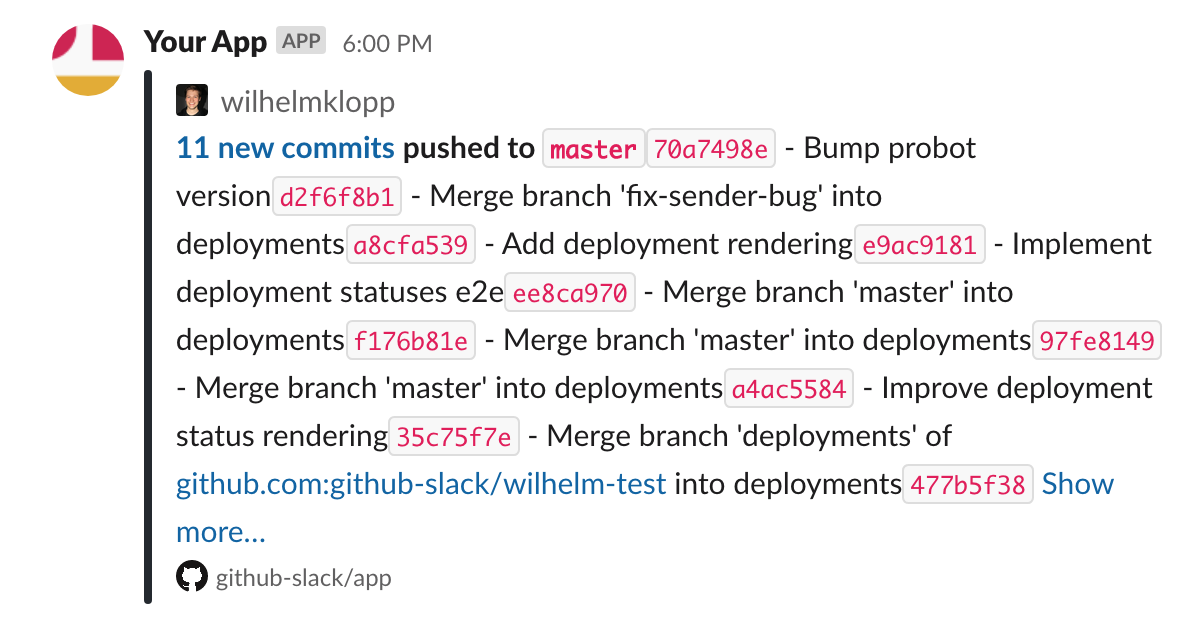 Your App APP 6:00 PM
wilhelmklopp
11 new commits pushed to master 70a7498e - Bump probot
version d2f6f8b1 - Merge branch 'fix-sender-bug' into
deployments a8cfa539 - Add deployment rendering e9ac9181 - Implement
deployment statuses e2e ee8ca970 - Merge branch 'master' into
deployments f176b81e - Merge branch 'master' into deployments 97fe8149
- Merge branch 'master' into deployments a4ac5584 - Improve deployment
status rendering 35c75f7e - Merge branch 'deployments' of
github.com:github-slack/wilhelm-test into deployments 477b5f38 Show
more...
github-slack/app